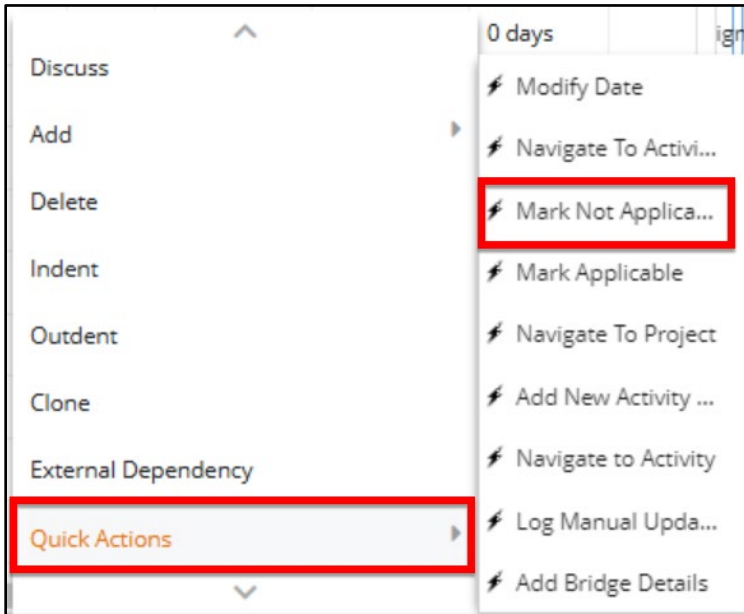 Discuss
Add
Delete
Indent
Outdent
Clone
External Dependency
Quick Actions
0 days
Modify Date
Navigate To Activi...
Mark Not Applica...
Mark Applicable
Navigate To Project
Add New Activity ...
Navigate to Activity
Log Manual Upda...
Add Bridge Details